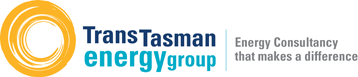 TransTasman
energygroup
Energy Consultancy
that makes a difference